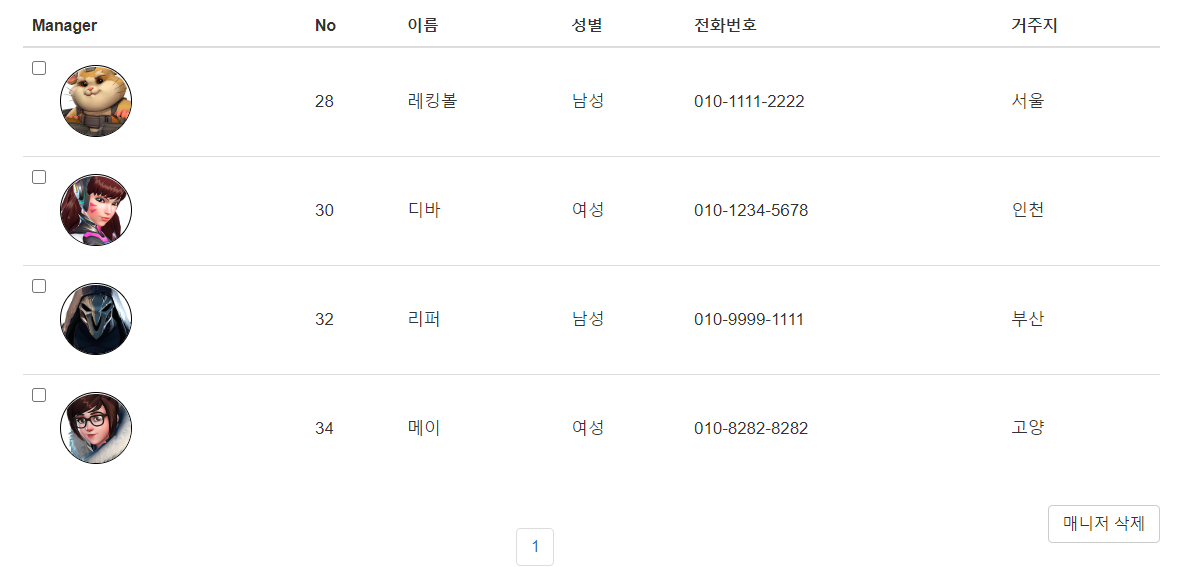 Manager No 이름 성별 전화번호 거주지
28 레킹볼 남성 010-1111-2222 서울
30 디바 여성 010-1234-5678 인천
32 리퍼 남성 010-9999-1111 부산
34 메이 여성 010-8282-8282 고양
매니저 삭제
1